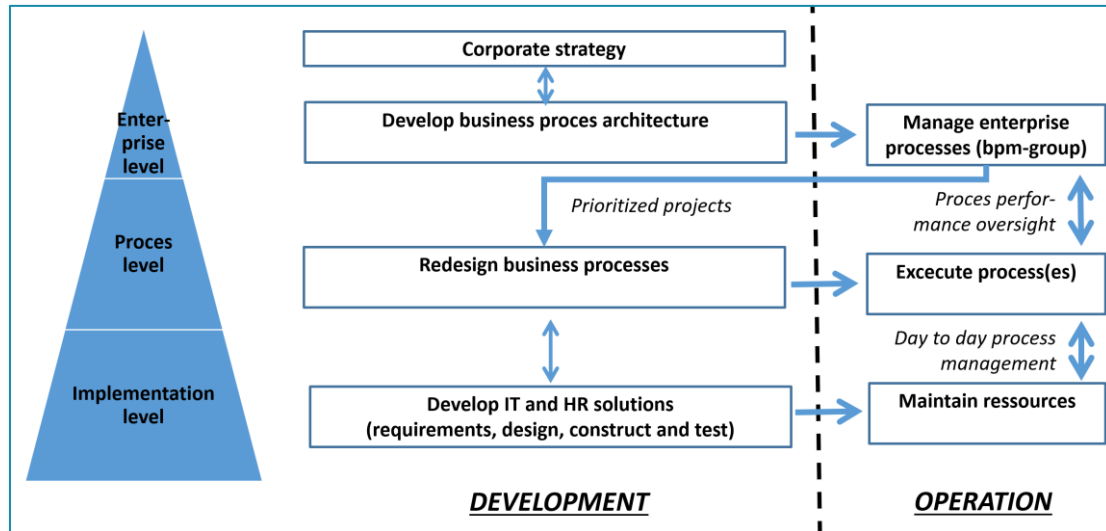 Corporate strategy
Enter-
prise
level
Develop business proces architecture
Manage enterprise
processes (bpm-group)
Prioritized projects
Proces perfor-
mance oversight
Proces
level
Redesign business processes
Excecute process(es)
Day to day process
management
Implementation
level
Develop IT and HR solutions
(requirements, design, construct and test)
Maintain ressources
DEVELOPMENT
OPERATION